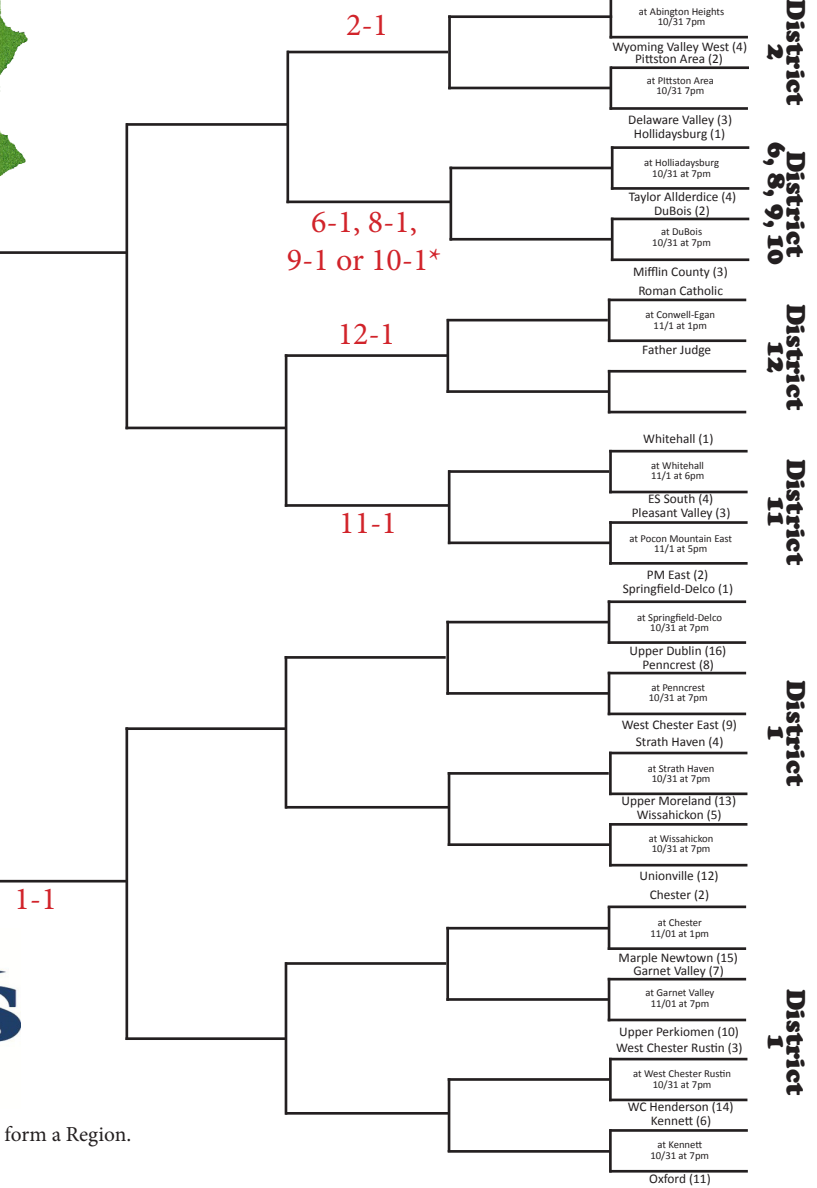 at Abington Heights
10/31 7pm
2-1
Wyoming Valley West (4)
Pittston Area (2)
at PIttston Area
10/31 7pm
Delaware Valley (3)
District
2
Hollidaysburg (1)
at Holliadaysburg
10/31 at 7pm
Taylor Allderdice (4)
DuBois (2)
at DuBois
10/31 at 7pm
Mifflin County (3)
6-1, 8-1,
9-1 or 10-1*
District
6, 8, 9, 10
Roman Catholic
at Conwell-Egan
11/1 at 1pm
Father Judge
12-1
District
12
Whitehall (1)
at Whitehall
11/1 at 6pm
ES South (4)
Pleasant Valley (3)
at Pocon Mountain East
11/1 at 5pm
PM East (2)
11-1
District
11
Springfield-Delco (1)
at Springfield-Delco
10/31 at 7pm
Upper Dublin (16)
Penncrest (8)
at Penncrest
10/31 at 7pm
West Chester East (9)
Strath Haven (4)
at Strath Haven
10/31 at 7pm
Upper Moreland (13)
Wissahickon (5)
at Wissahickon
10/31 at 7pm
Unionville (12)
District
1
1-1
Chester (2)
at Chester
11/01 at 1pm
Marple Newtown (15)
Garnet Valley (7)
at Garnet Valley
11/01 at 7pm
Upper Perkiomen (10)
West Chester Rustin (3)
at West Chester Rustin
10/31 at 7pm
WC Henderson (14)
Kennett (6)
at Kennett
10/31 at 7pm
Oxford (11)
District
1
s
form a Region.